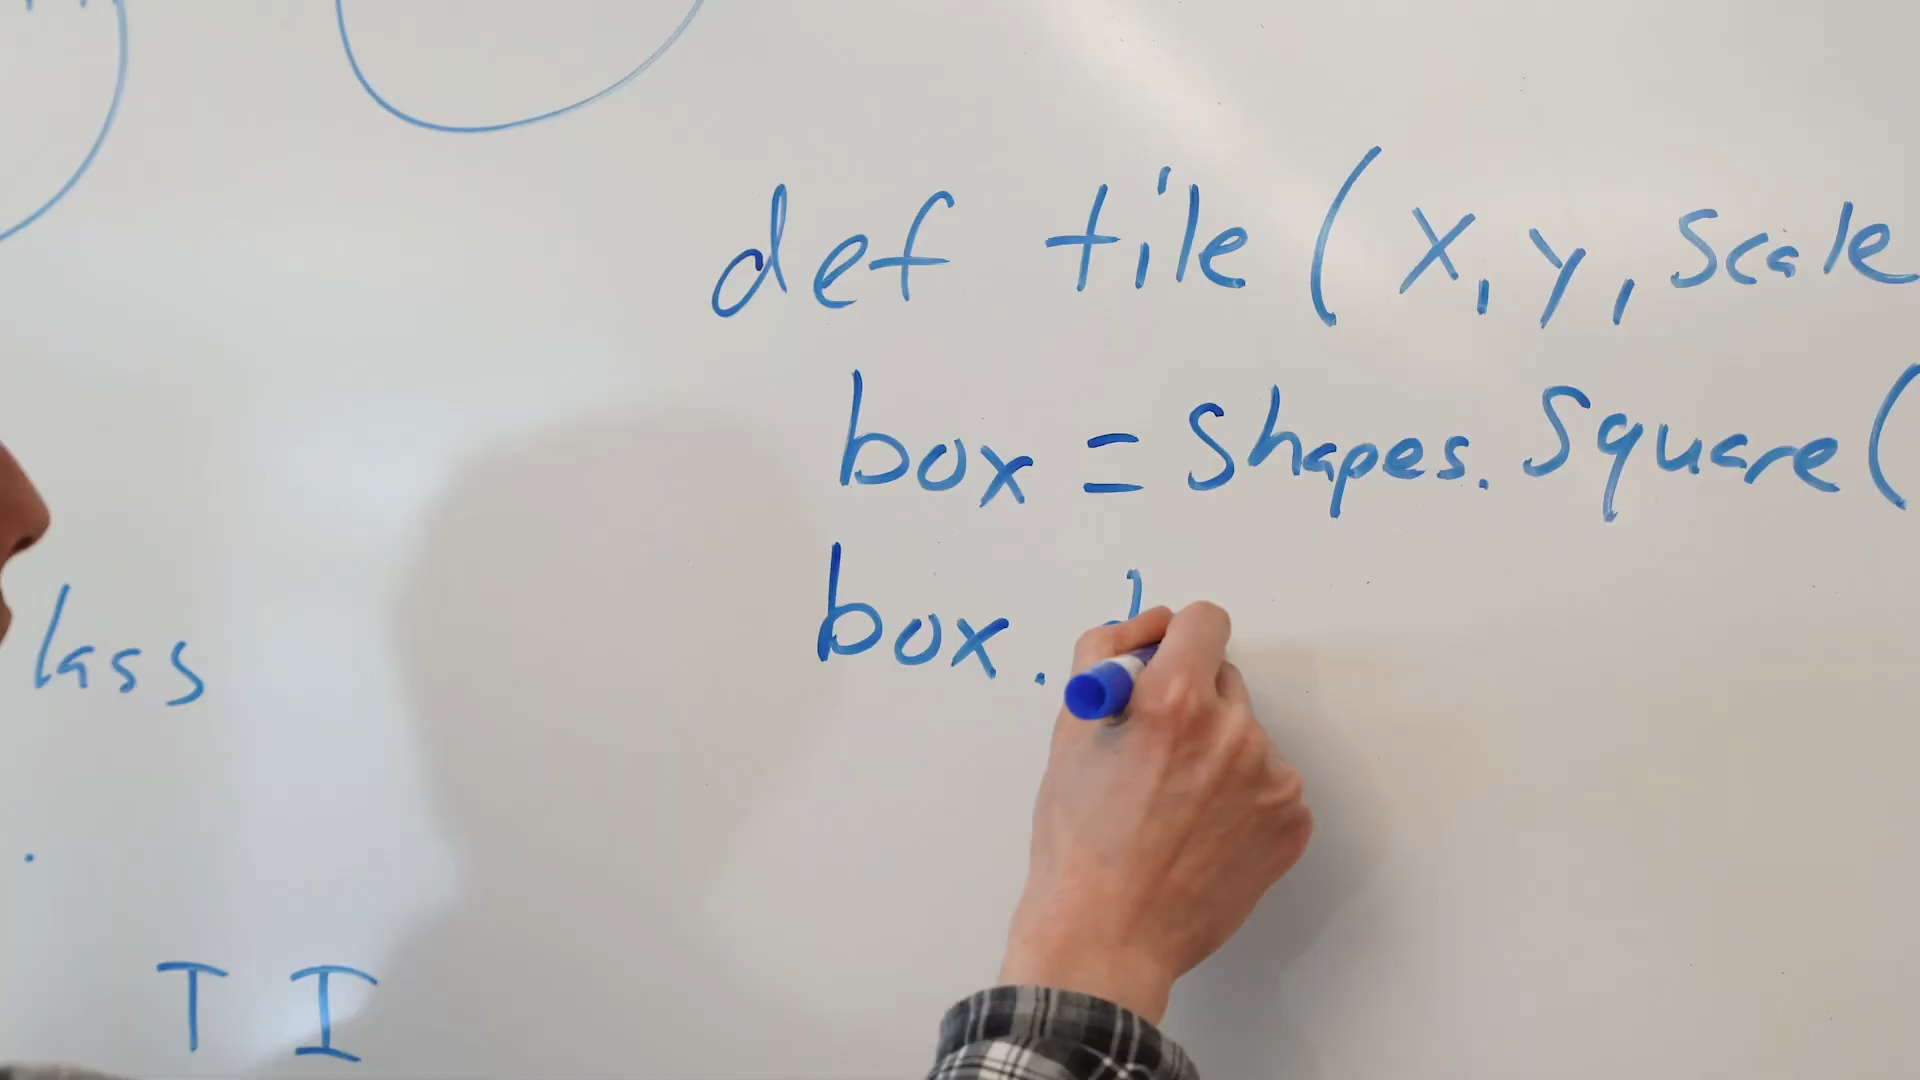 def tile (x, y, scale
box = shapes. Square (
box.
lass
T I